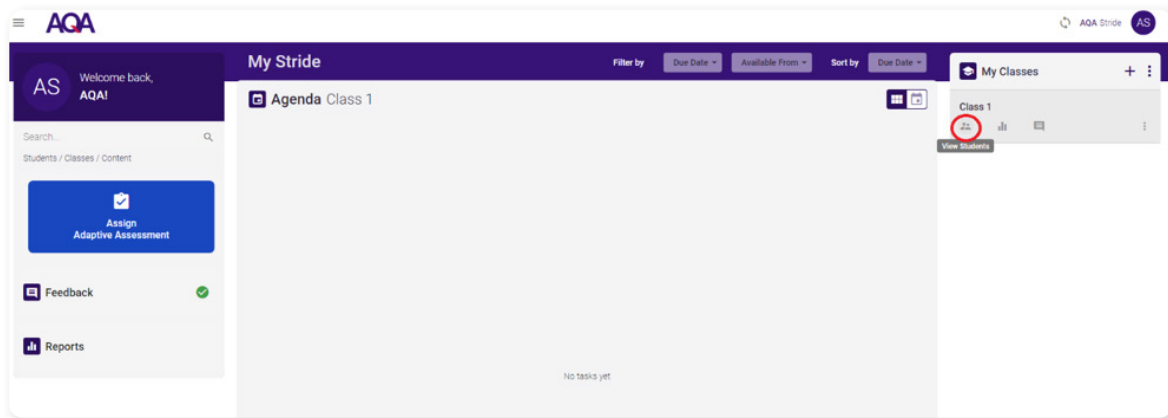 AQA
AQA Stride
AS
AS
Welcome back,
AQA!
Search...
Students / Classes / Content
Assign
Adaptive Assessment
Feedback
Reports
My Stride
Filter by
Due Date
Available From
Sort by
Due Date
Agenda Class 1
No tasks yet
My Classes
Class 1
View Students